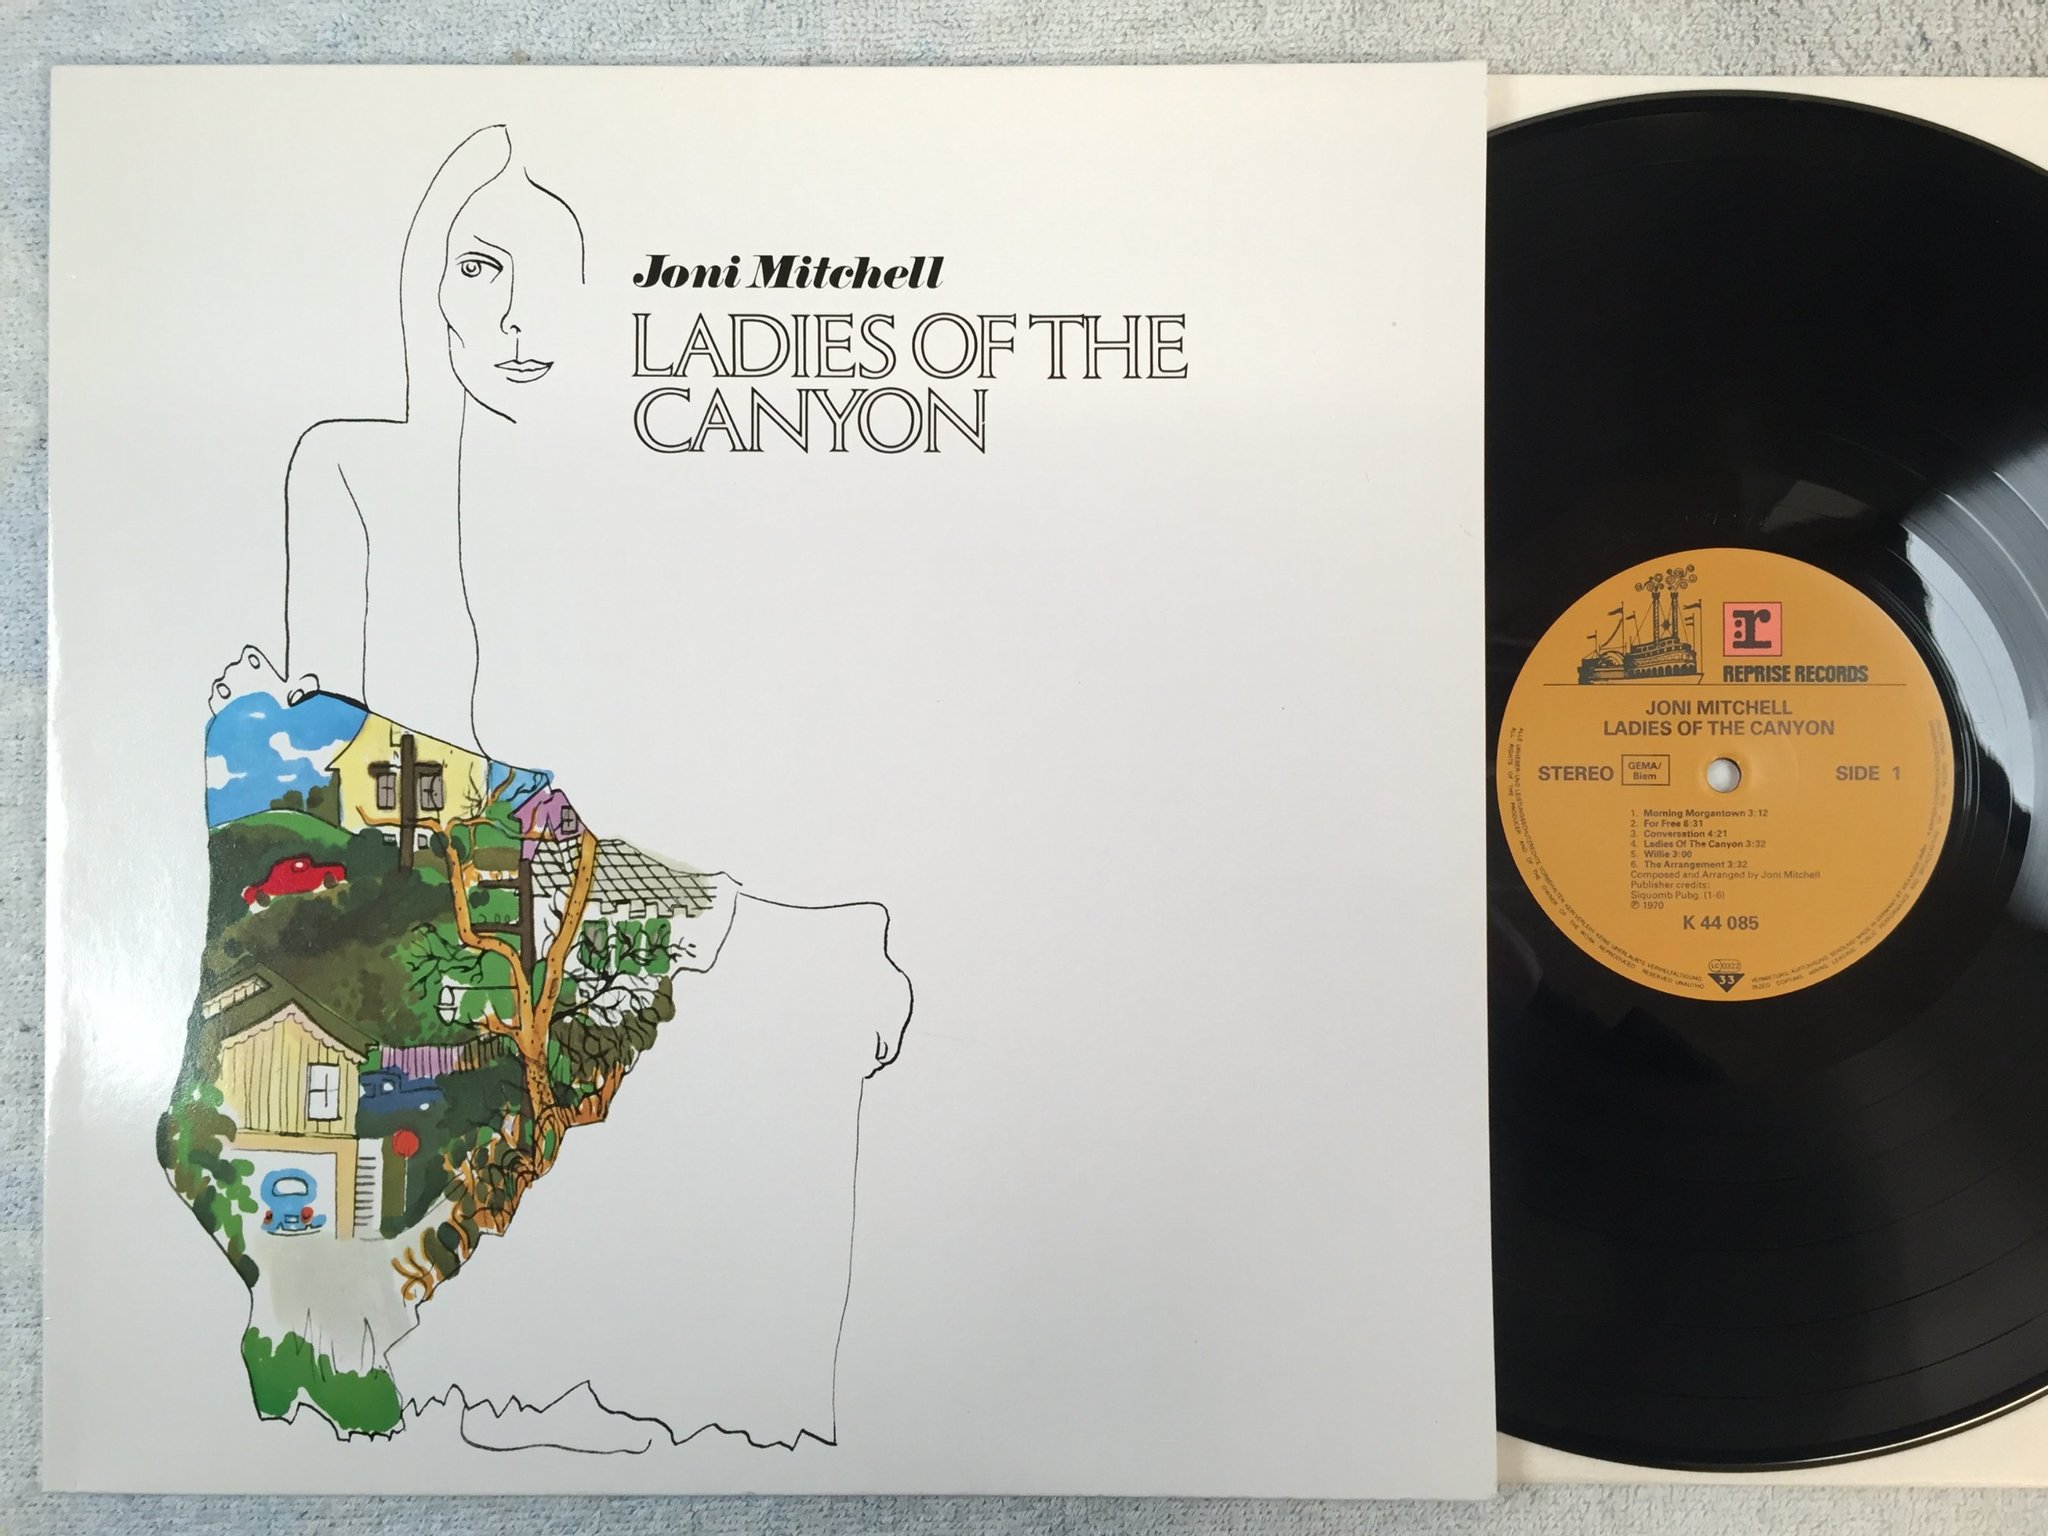 Joni Mitchell
LADIES OF THE
CANYON
r
REPRISE RECORDS
JONI MITCHELL
LADIES OF THE CANYON
STEREO
GEMA/
Biem
SIDE 1
1. Morning Morgantown 3:12
2. For Free 6:31
3. Conversation 4:21
4. Ladies Of The Canyon 3:32
5. Willie 3:00
6. The Arrangement 3:32
Composed and Arranged by Joni Mitchell
Publisher credits:
Siquomb Pubg. (1-6)
℗ 1970
K 44 085
LC 0322
33